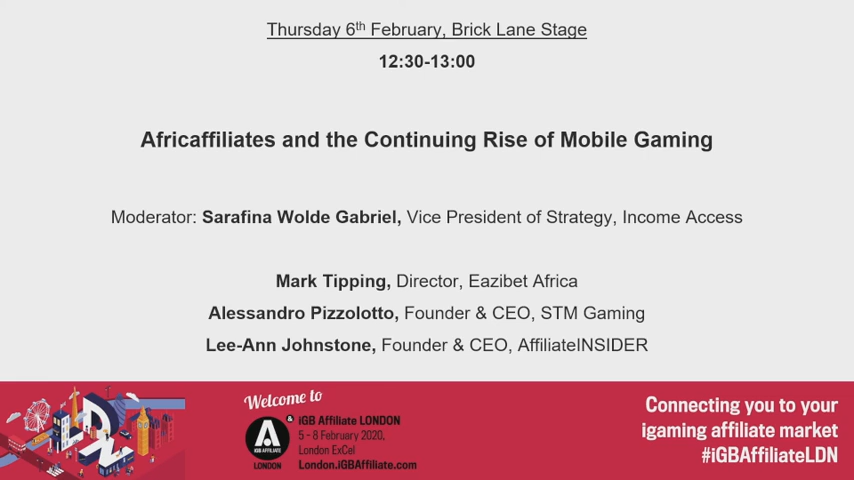 Thursday 6th February, Brick Lane Stage
12:30-13:00
Africaffiliates and the Continuing Rise of Mobile Gaming
Moderator: Sarafina Wolde Gabriel, Vice President of Strategy, Income Access
Mark Tipping, Director, Eazibet Africa
Alessandro Pizzolotto, Founder & CEO, STM Gaming
Lee-Ann Johnstone, Founder & CEO, AffiliateINSIDER
LDN
Welcome to
&
A
iGB AFFILIATE
LONDON
iGB Affiliate LONDON
5 - 8 February 2020,
London ExCel
London.iGBAffiliate.com
Connecting you to your
igaming affiliate market
#iGBAffiliateLDN